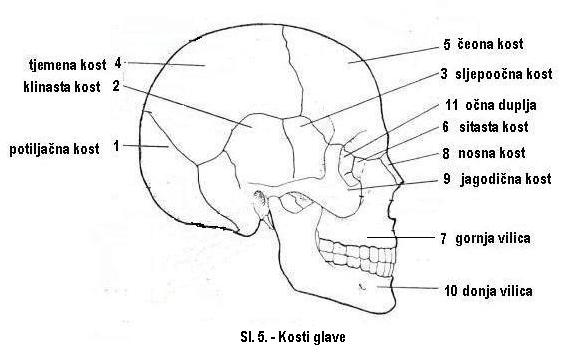 tjemena kost 4
klinasta kost 2
potiljačna kost 1
5 čeona kost
3 sljepoočna kost
11 očna duplja
6 sitasta kost
8 nosna kost
9 jagodična kost
7 gornja vilica
10 donja vilica
Sl. 5. - Kosti glave